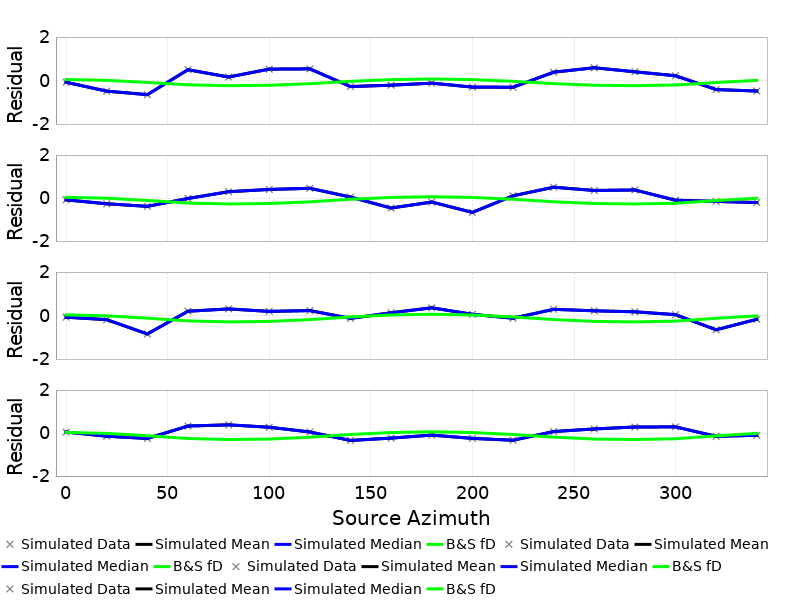 2
0
-2
Residual
2
0
-2
Residual
2
0
-2
Residual
2
0
-2
Residual
0 50 100 150 200 250 300
Source Azimuth
× Simulated Data Simulated Mean Simulated Median B&S fD × Simulated Data Simulated Mean
Simulated Median B&S fD × Simulated Data Simulated Mean Simulated Median B&S fD
× Simulated Data Simulated Mean Simulated Median B&S fD